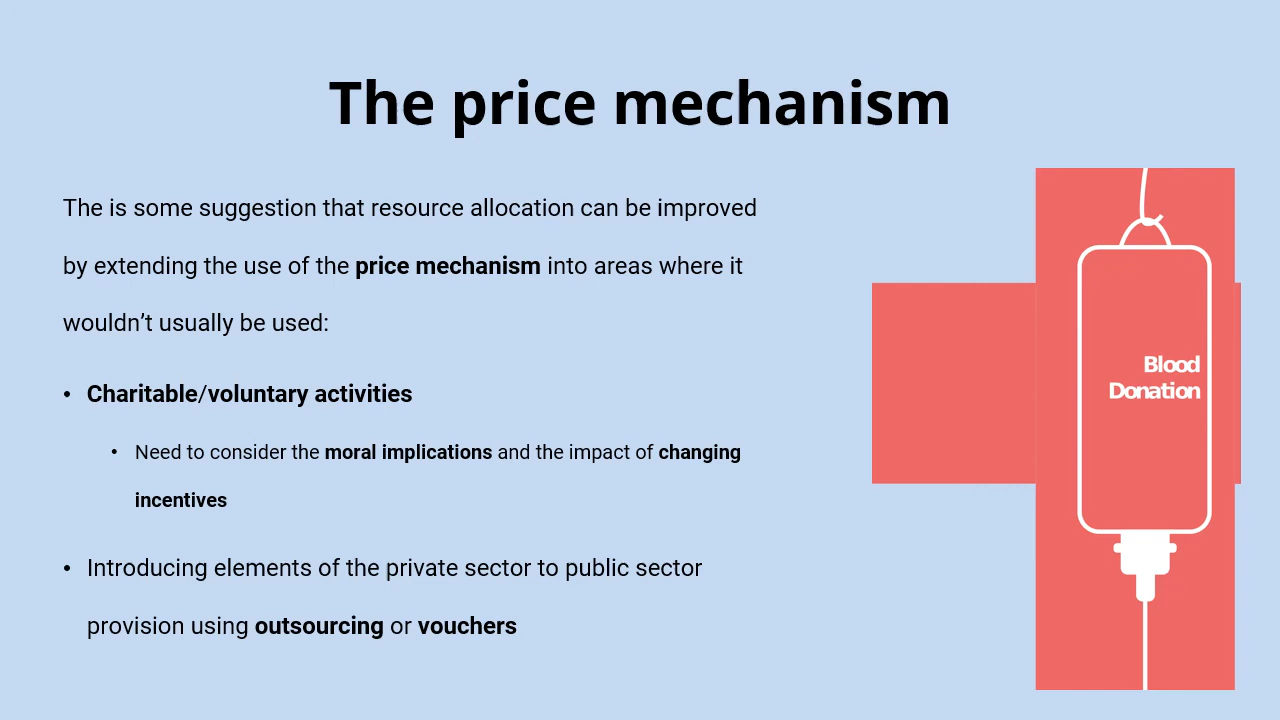 The price mechanism
The is some suggestion that resource allocation can be improved
by extending the use of the price mechanism into areas where it
wouldn’t usually be used:
• Charitable/voluntary activities
• Need to consider the moral implications and the impact of changing
incentives
• Introducing elements of the private sector to public sector
provision using outsourcing or vouchers
Blood
Donation